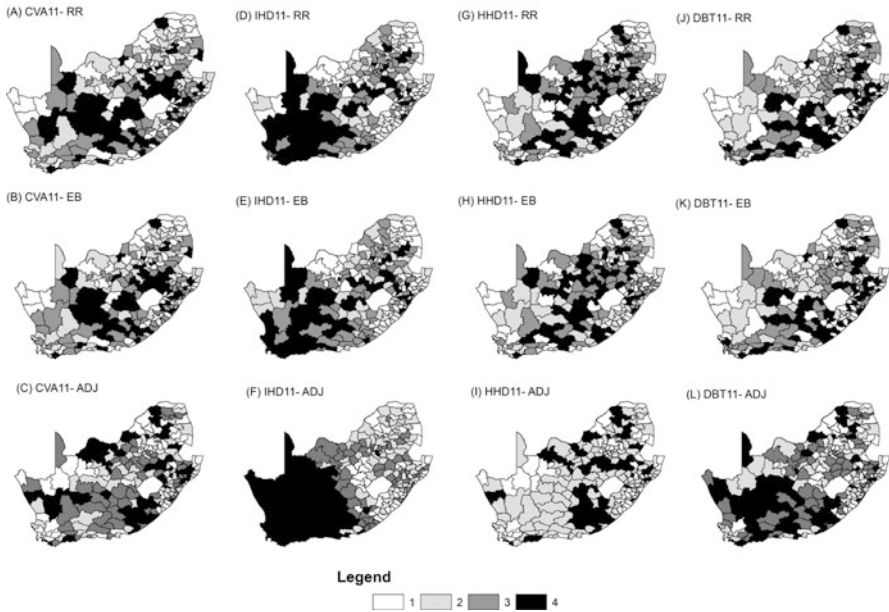 (A) CVA11- RR
(D) IHD11- RR
(G) HHD11- RR
(J) DBT11- RR
(B) CVA11- EB
(E) IHD11- EB
(H) HHD11- EB
(K) DBT11- EB
(C) CVA11- ADJ
(F) IHD11- ADJ
(I) HHD11- ADJ
(L) DBT11- ADJ
Legend
1 2 3 4